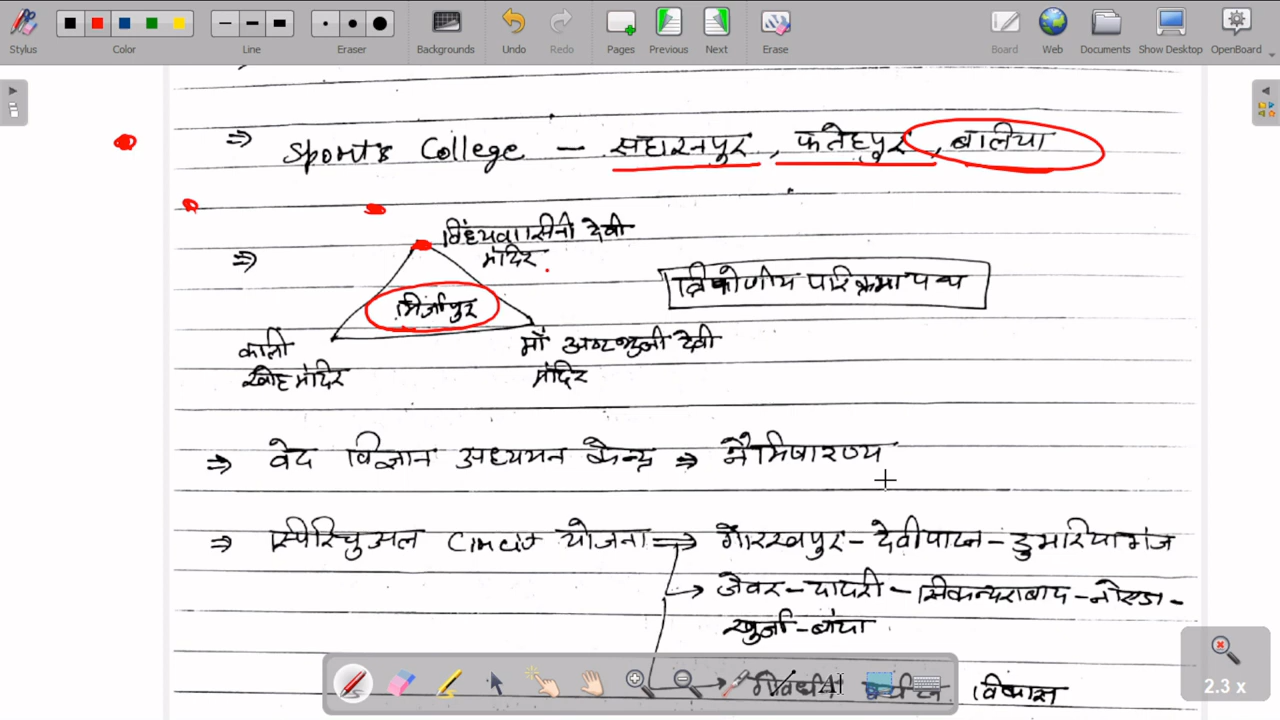 Stylus Color Line Eraser Backgrounds Undo Redo Pages Previous Next Erase Board Web Documents Show Desktop OpenBoard
⇒ Sports College – सहारनपुर, फतेहपुर, बालिया
विंध्यवासिनी देवी
मंदिर
⇒
त्रिकोणीय परिक्रमा पथ
मिर्जापुर
काली
खोह मंदिर
माँ अष्टभुजी देवी
मंदिर
⇒ वेद विज्ञान अध्ययन केन्द्र ⇒ नैमिषारण्य
⇒ स्पिरिचुअल Circuit योजना ⇒ गोरखपुर – देवीपाटन – डुमरियागंज
→ जेवर – दादरी – सिकन्दराबाद – नोएडा –
खुर्जा – बांदा
→ विकास
2.3 x